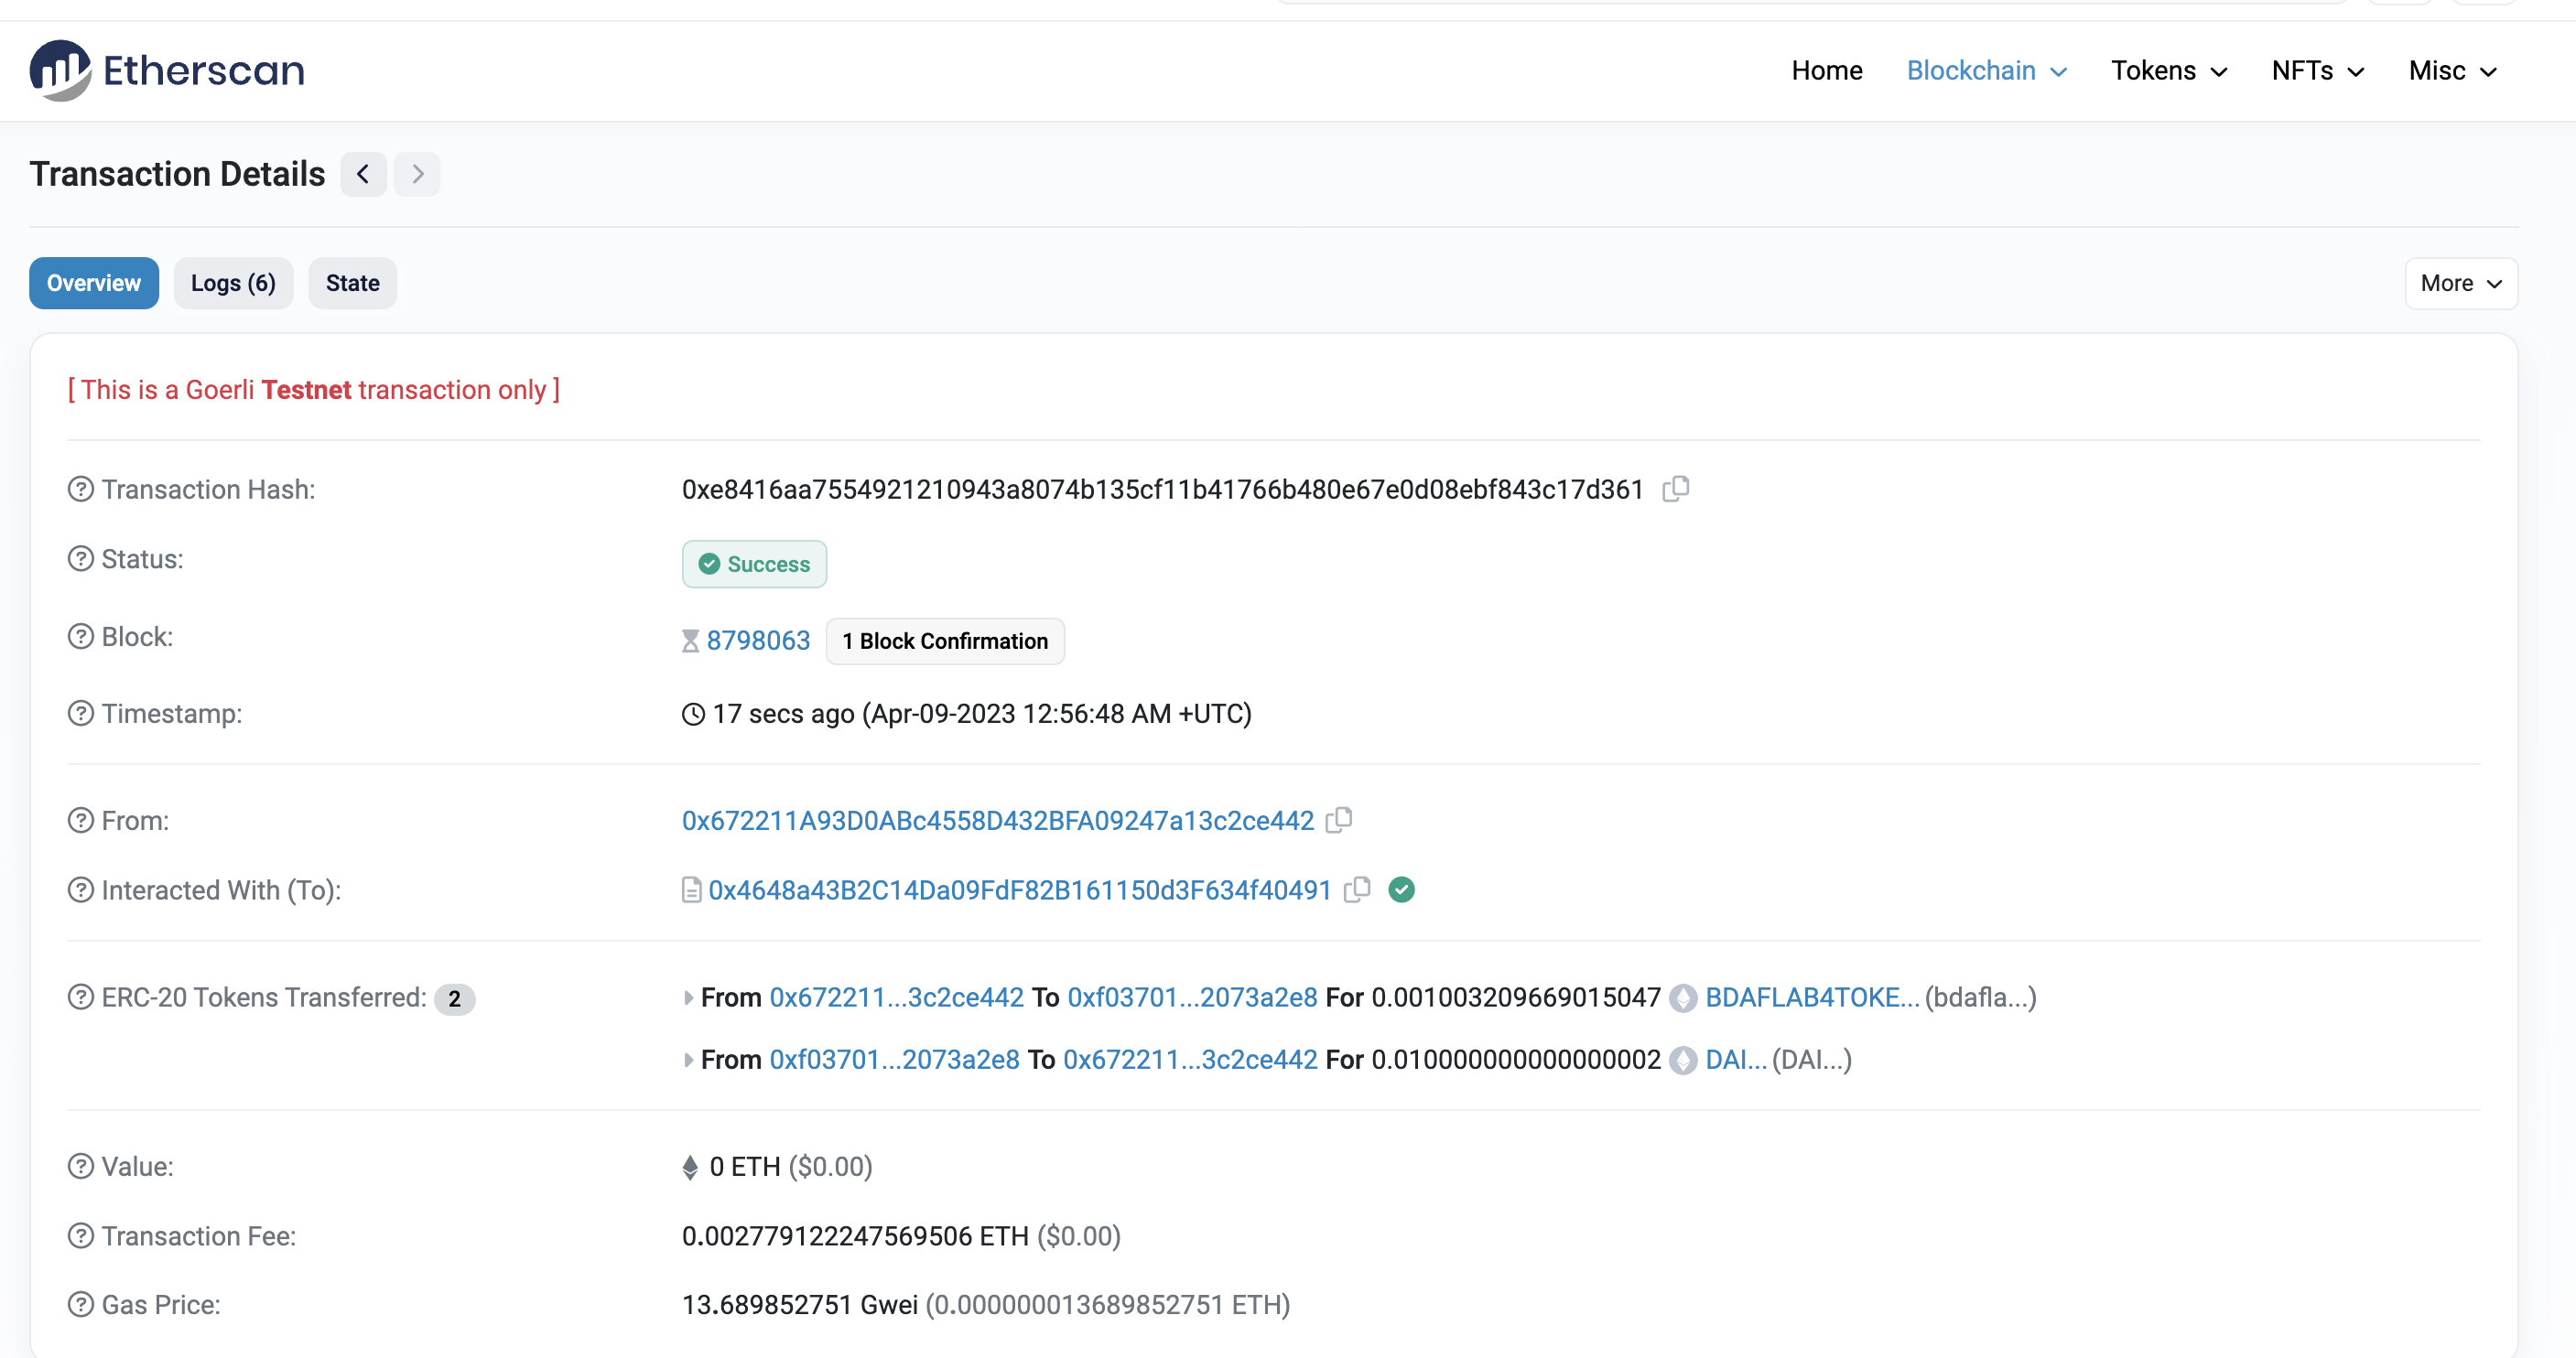 Etherscan
Home Blockchain Tokens NFTs Misc
Transaction Details
Overview Logs (6) State More
[ This is a Goerli Testnet transaction only ]
Transaction Hash: 0xe8416aa7554921210943a8074b135cf11b41766b480e67e0d08ebf843c17d361
Status: Success
Block: 8798063 1 Block Confirmation
Timestamp: 17 secs ago (Apr-09-2023 12:56:48 AM +UTC)
From: 0x672211A93D0ABc4558D432BFA09247a13c2ce442
Interacted With (To): 0x4648a43B2C14Da09FdF82B161150d3F634f40491
ERC-20 Tokens Transferred: 2 From 0x672211...3c2ce442 To 0xf03701...2073a2e8 For 0.001003209669015047 BDAFLAB4TOKE... (bdafla...)
From 0xf03701...2073a2e8 To 0x672211...3c2ce442 For 0.010000000000000002 DAI... (DAI...)
Value: 0 ETH ($0.00)
Transaction Fee: 0.002779122247569506 ETH ($0.00)
Gas Price: 13.689852751 Gwei (0.000000013689852751 ETH)